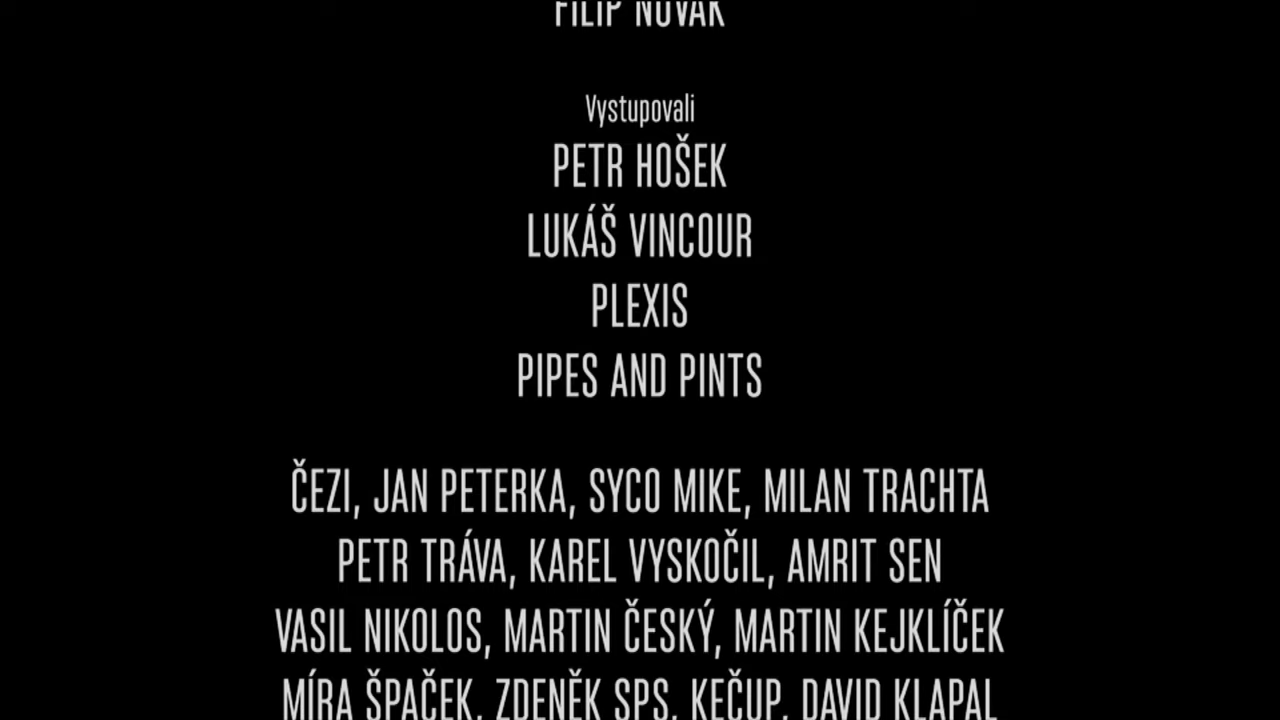 FILIP NOVÁK
Vystupovali
PETR HOŠEK
LUKÁŠ VINCOUR
PLEXIS
PIPES AND PINTS
ČEZI, JAN PETERKA, SYCO MIKE, MILAN TRACHTA
PETR TRÁVA, KAREL VYSKOČIL, AMRIT SEN
VASIL NIKOLOS, MARTIN ČESKÝ, MARTIN KEJKLÍČEK
MÍRA ŠPAČEK, ZDENĚK SPS, KEČUP, DAVID KLAPAL